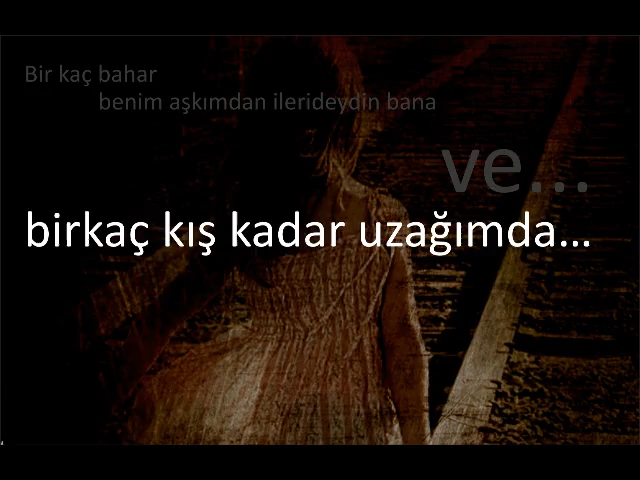 Bir kaç bahar
benim aşkımdan ilerideydin bana
ve...
birkaç kış kadar uzağımda...